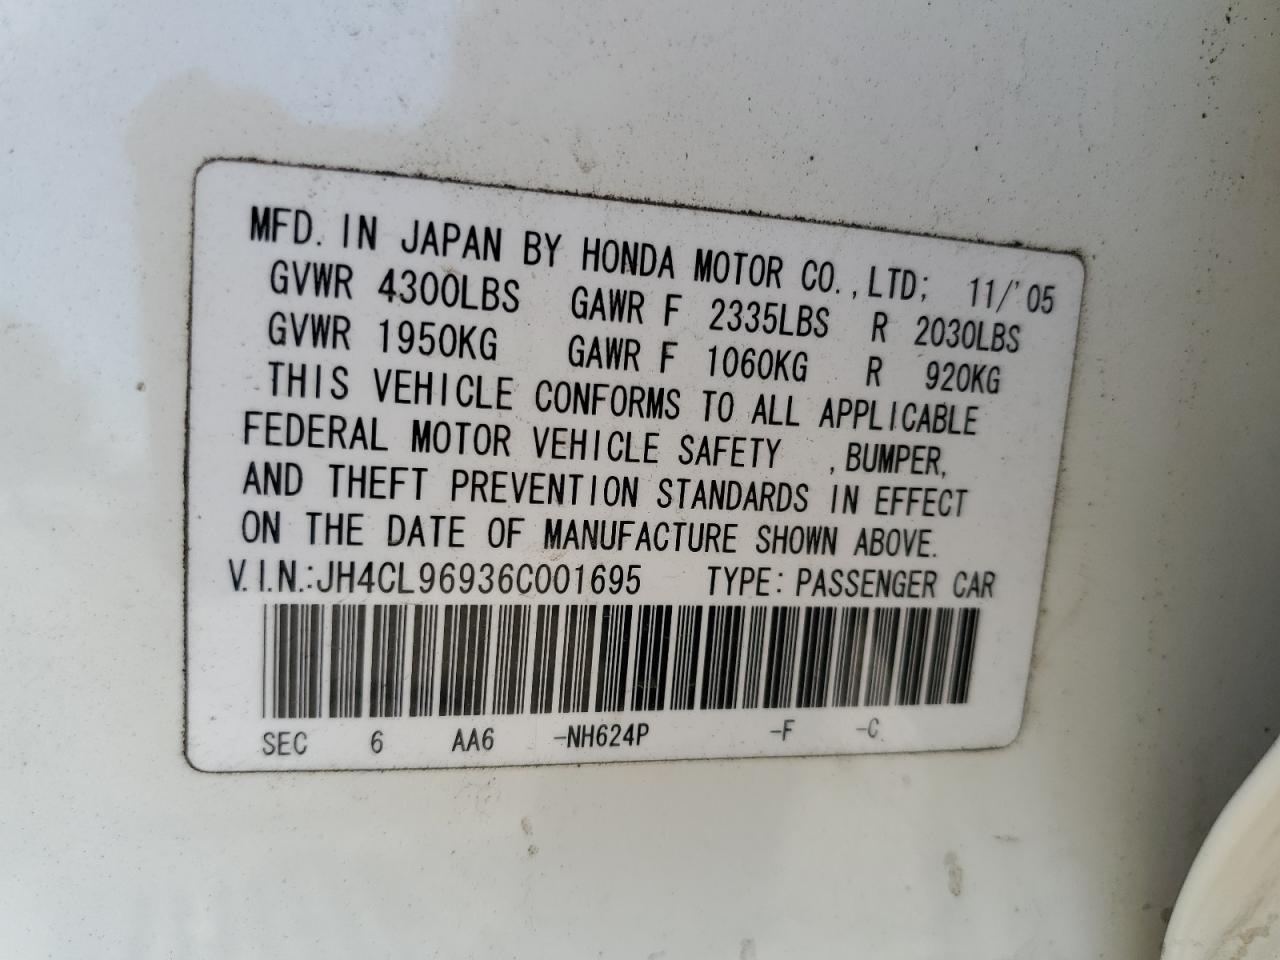 MFD. IN JAPAN BY HONDA MOTOR CO., LTD; 11/'05
GVWR 4300LBS GAWR F 2335LBS R 2030LBS
GVWR 1950KG GAWR F 1060KG R 920KG
THIS VEHICLE CONFORMS TO ALL APPLICABLE
FEDERAL MOTOR VEHICLE SAFETY , BUMPER,
AND THEFT PREVENTION STANDARDS IN EFFECT
ON THE DATE OF MANUFACTURE SHOWN ABOVE.
V.I.N.:JH4CL96936C001695 TYPE: PASSENGER CAR
SEC 6 AA6 -NH624P -F -C